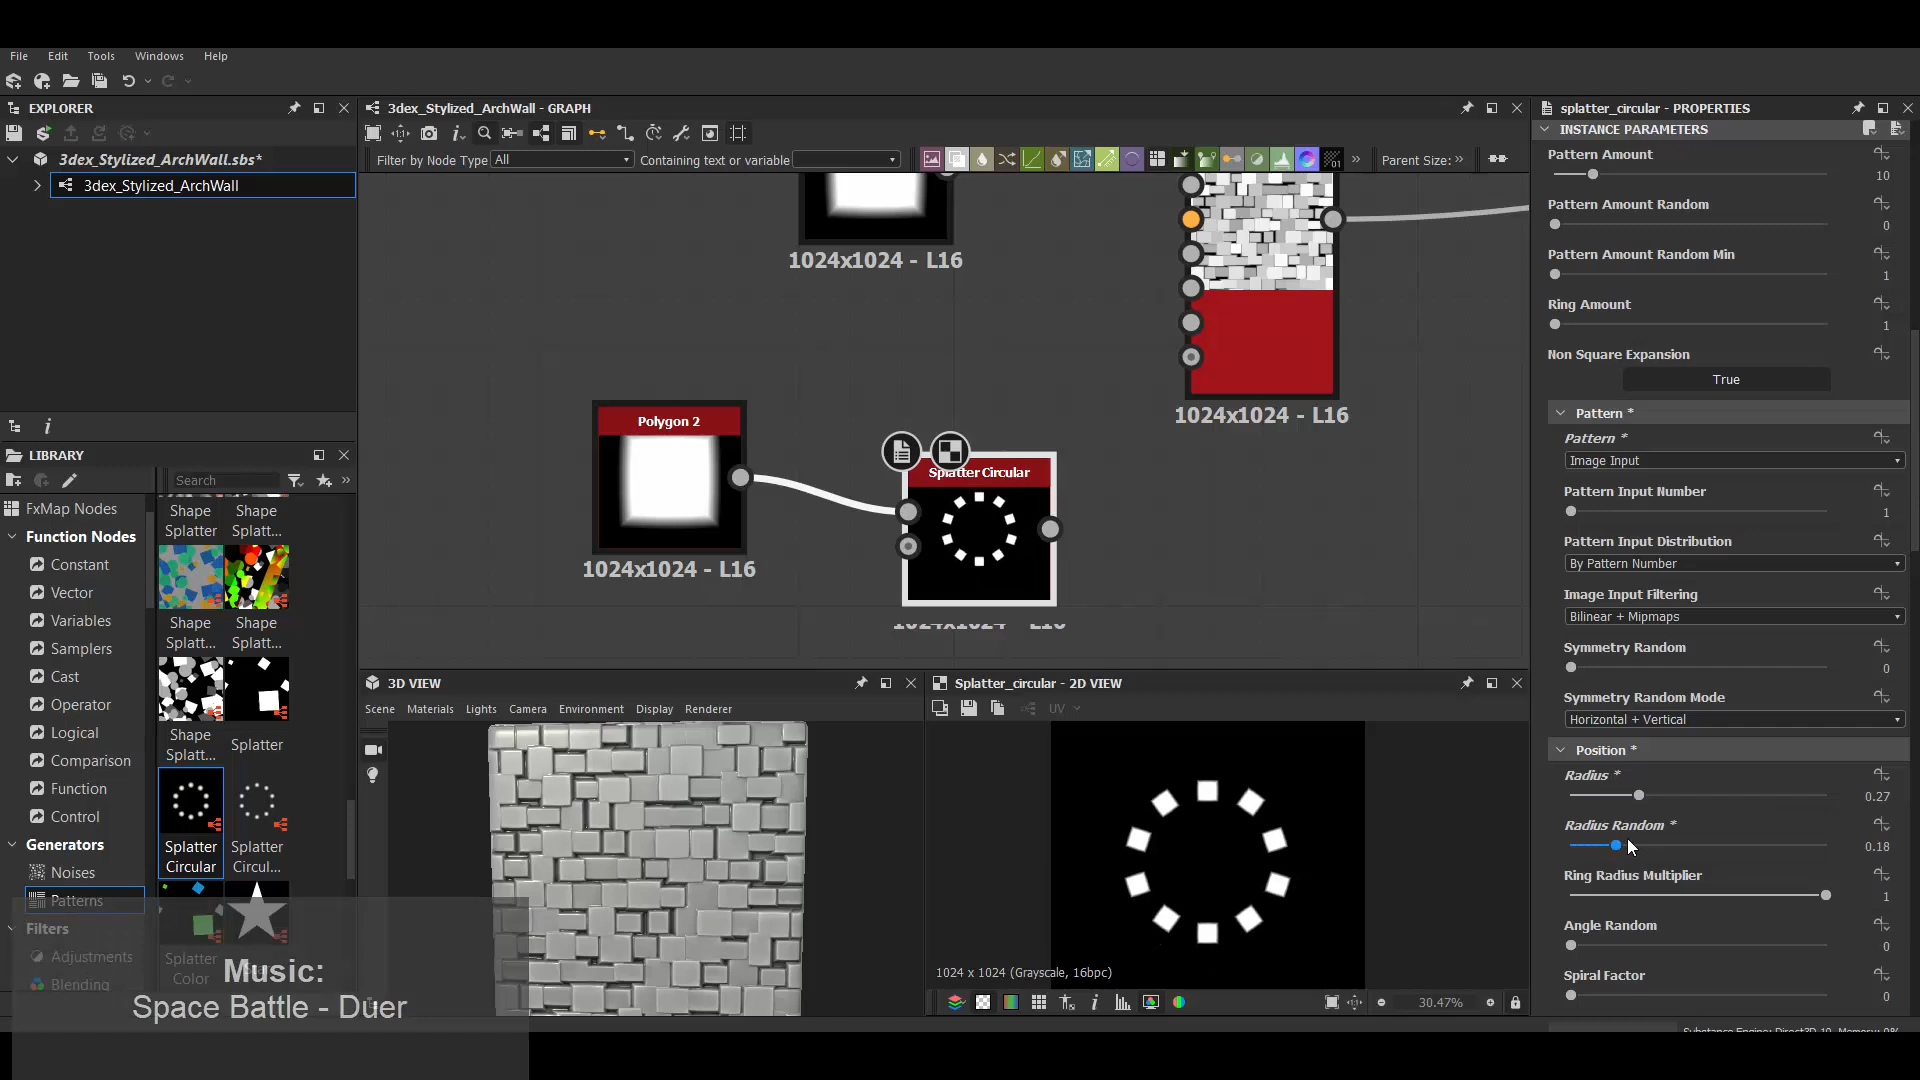 File Edit Tools Windows Help
EXPLORER
3dex_Stylized_ArchWall.sbs*
3dex_Stylized_ArchWall
LIBRARY
Search
FxMap Nodes
Function Nodes
Constant
Vector
Variables
Samplers
Cast
Operator
Logical
Comparison
Function
Control
Generators
Noises
Patterns
Filters
Adjustments
Blending
Shape Splatter
Shape Splatt...
Shape Splatt...
Shape Splatt...
Shape Splatt...
Splatter
Splatter Circular
Splatter Circul...
Splatter Color
Music:
Space Battle - Duer
3dex_Stylized_ArchWall - GRAPH
Filter by Node Type All
Containing text or variable
Parent Size:
1024x1024 - L16
1024x1024 - L16
Polygon 2
1024x1024 - L16
Splatter Circular
1024x1024 - L16
3D VIEW
Scene Materials Lights Camera Environment Display Renderer
Splatter_circular - 2D VIEW
UV
1024 x 1024 (Grayscale, 16bpc)
30.47%
splatter_circular - PROPERTIES
INSTANCE PARAMETERS
Pattern Amount
10
Pattern Amount Random
0
Pattern Amount Random Min
1
Ring Amount
1
Non Square Expansion
True
Pattern *
Pattern *
Image Input
Pattern Input Number
1
Pattern Input Distribution
By Pattern Number
Image Input Filtering
Bilinear + Mipmaps
Symmetry Random
0
Symmetry Random Mode
Horizontal + Vertical
Position *
Radius *
0.27
Radius Random *
0.18
Ring Radius Multiplier
1
Angle Random
0
Spiral Factor
0